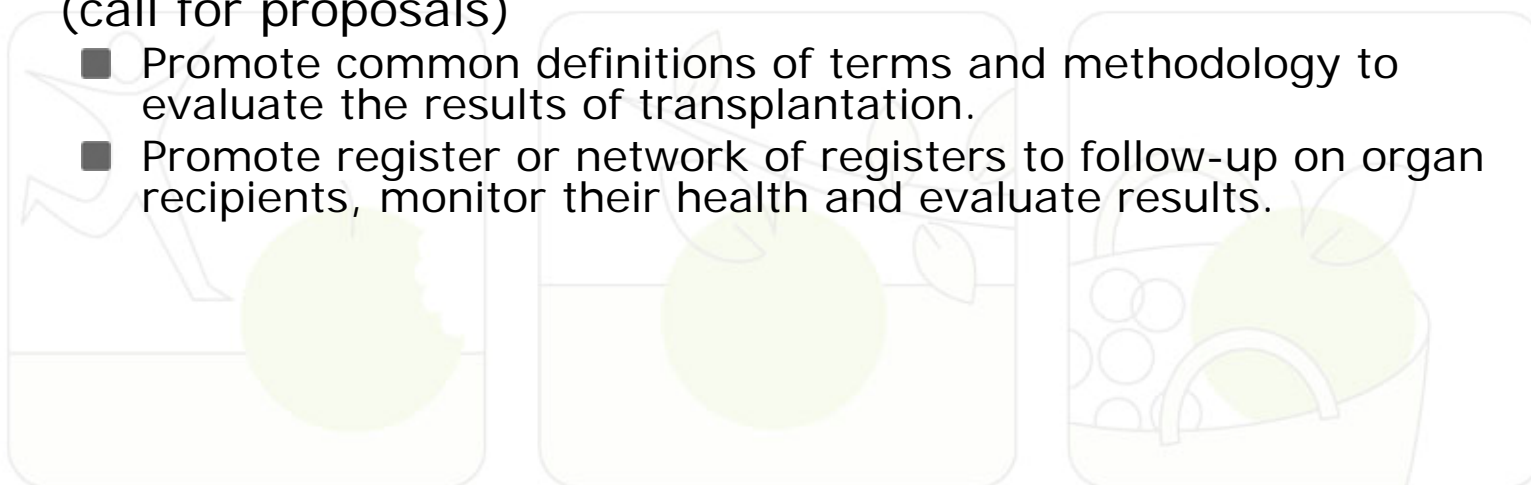 (call for proposals)
Promote common definitions of terms and methodology to
evaluate the results of transplantation.
Promote register or network of registers to follow-up on organ
recipients, monitor their health and evaluate results.